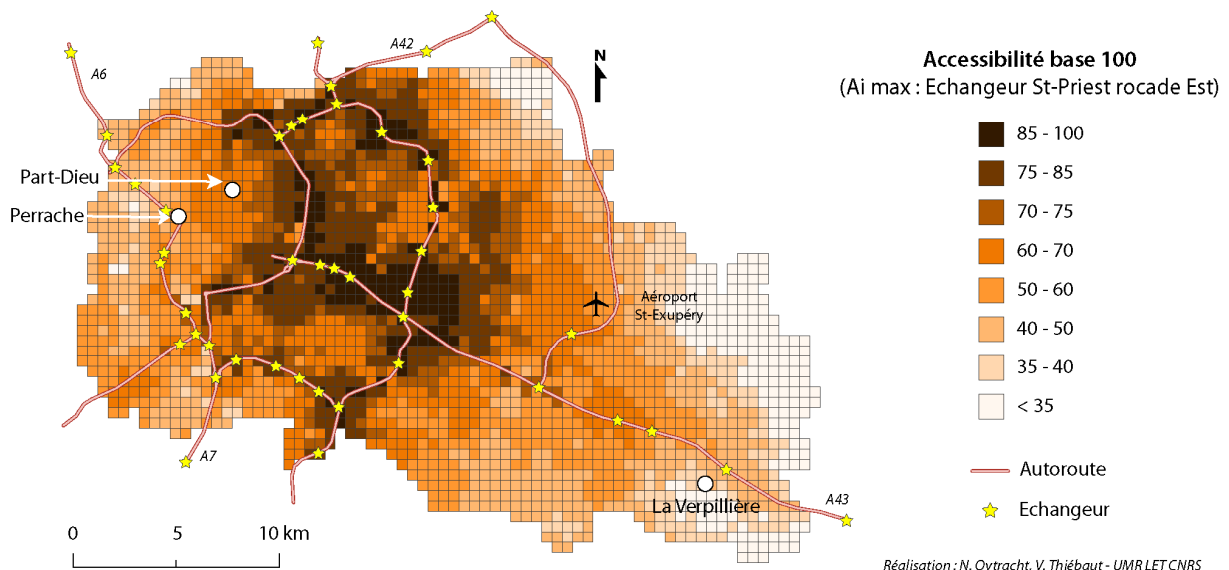 A6
A42
N
Part-Dieu
Perrache
Aéroport
St-Exupéry
A7
La Verpillière
A43
0 5 10 km
Accessibilité base 100
(Ai max : Echangeur St-Priest rocade Est)
85 - 100
75 - 85
70 - 75
60 - 70
50 - 60
40 - 50
35 - 40
< 35
Autoroute
Echangeur
Réalisation : N. Ovtracht, V. Thiébaut - UMR LET CNRS